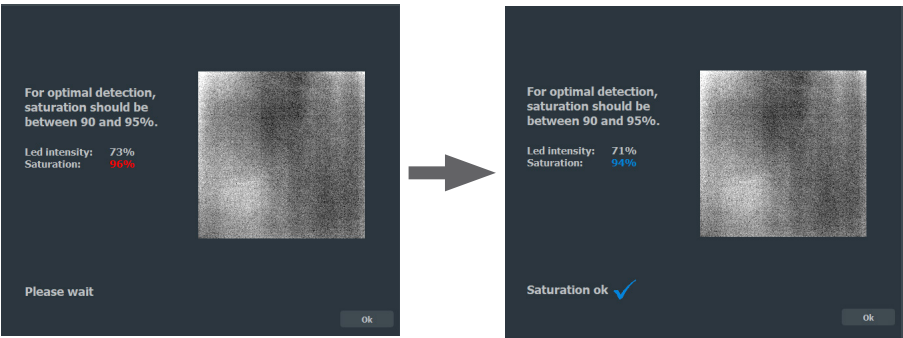 For optimal detection,
saturation should be
between 90 and 95%.
Led intensity: 73%
Saturation: 96%
Please wait
Ok
For optimal detection,
saturation should be
between 90 and 95%.
Led intensity: 71%
Saturation: 94%
Saturation ok
Ok